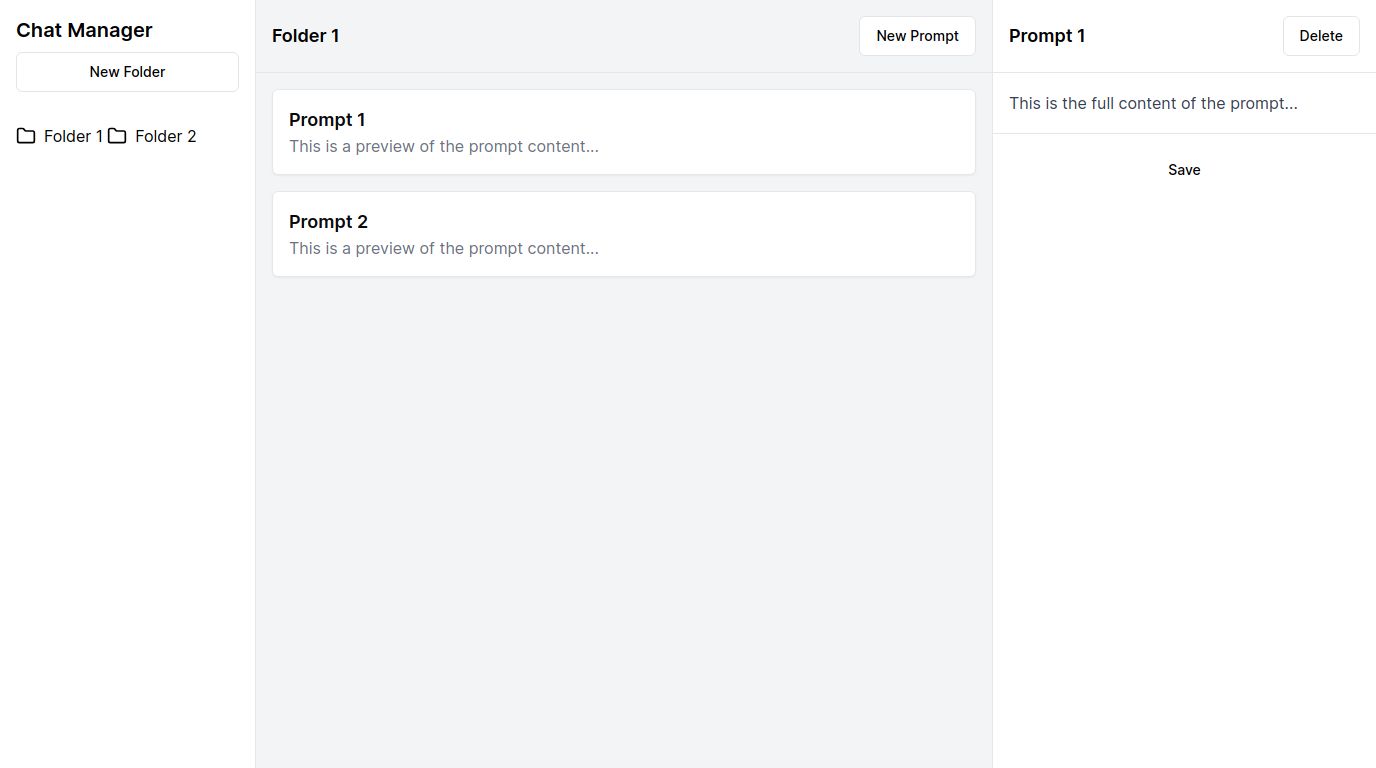 Chat Manager
New Folder
Folder 1 Folder 2
Folder 1
New Prompt
Prompt 1
This is a preview of the prompt content...
Prompt 2
This is a preview of the prompt content...
Prompt 1
Delete
This is the full content of the prompt...
Save